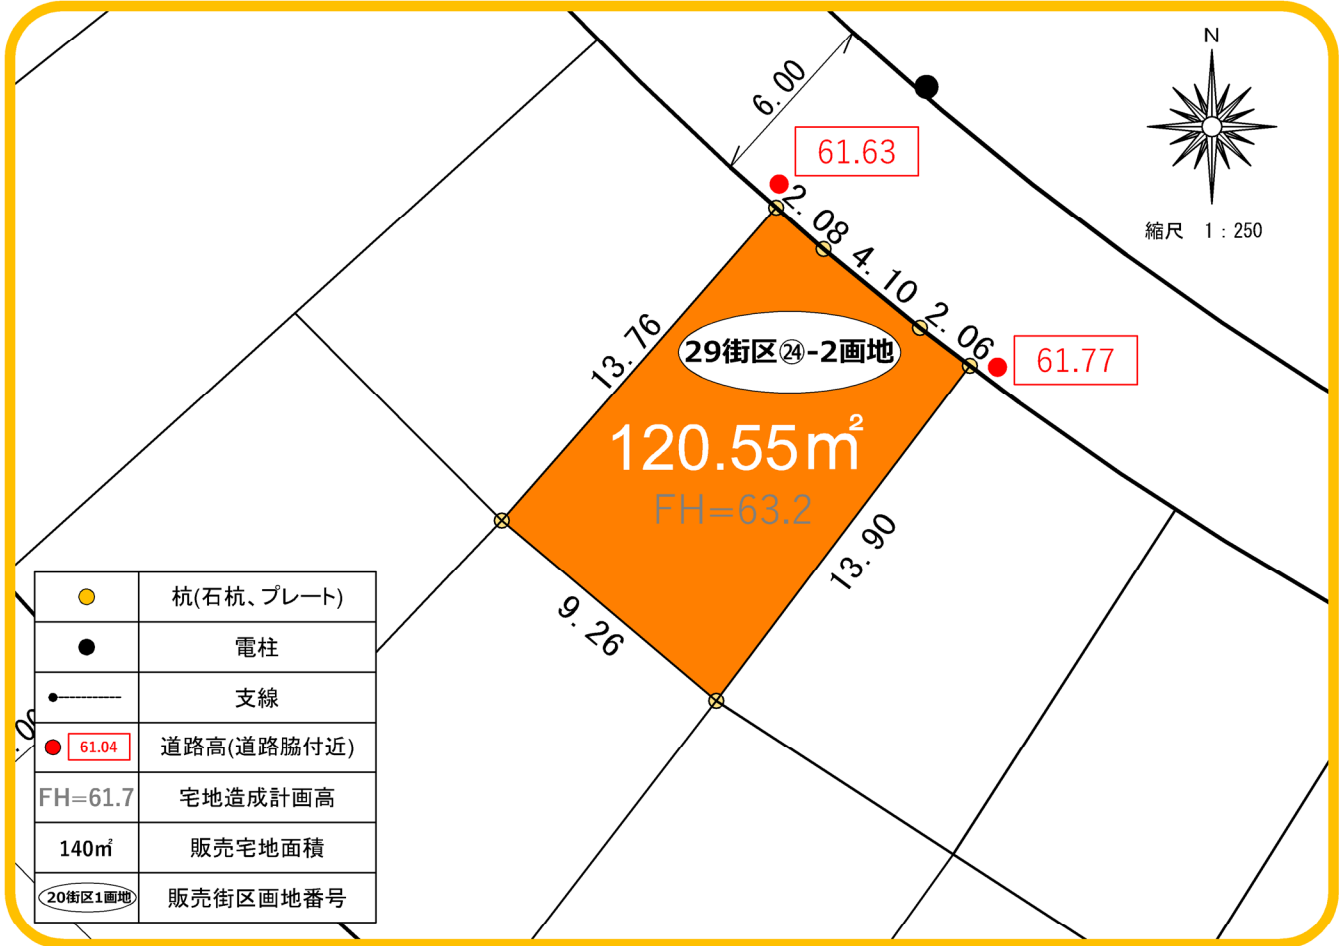 N
縮尺 1:250
6.00
61.63
2.08
4.10
2.06
61.77
13.76
29街区㉔-2画地
120.55㎡
FH=63.2
13.90
9.26
杭(石杭、プレート)
電柱
支線
61.04 道路高(道路脇付近)
FH=61.7 宅地造成計画高
140㎡ 販売宅地面積
20街区1画地 販売街区画地番号